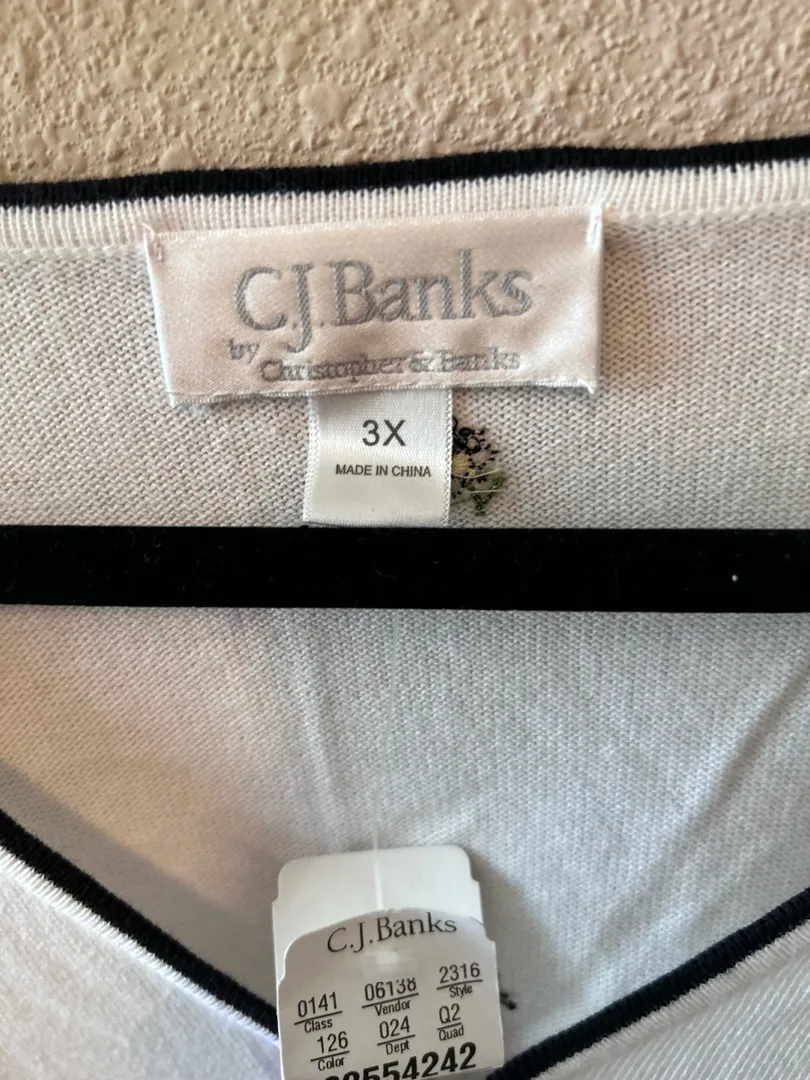 C.J. Banks
by Christopher & Banks
3X
MADE IN CHINA
C.J. Banks
0141 06138 2316
Class Vendor Style
126 024 Q2
Color Dept Quad